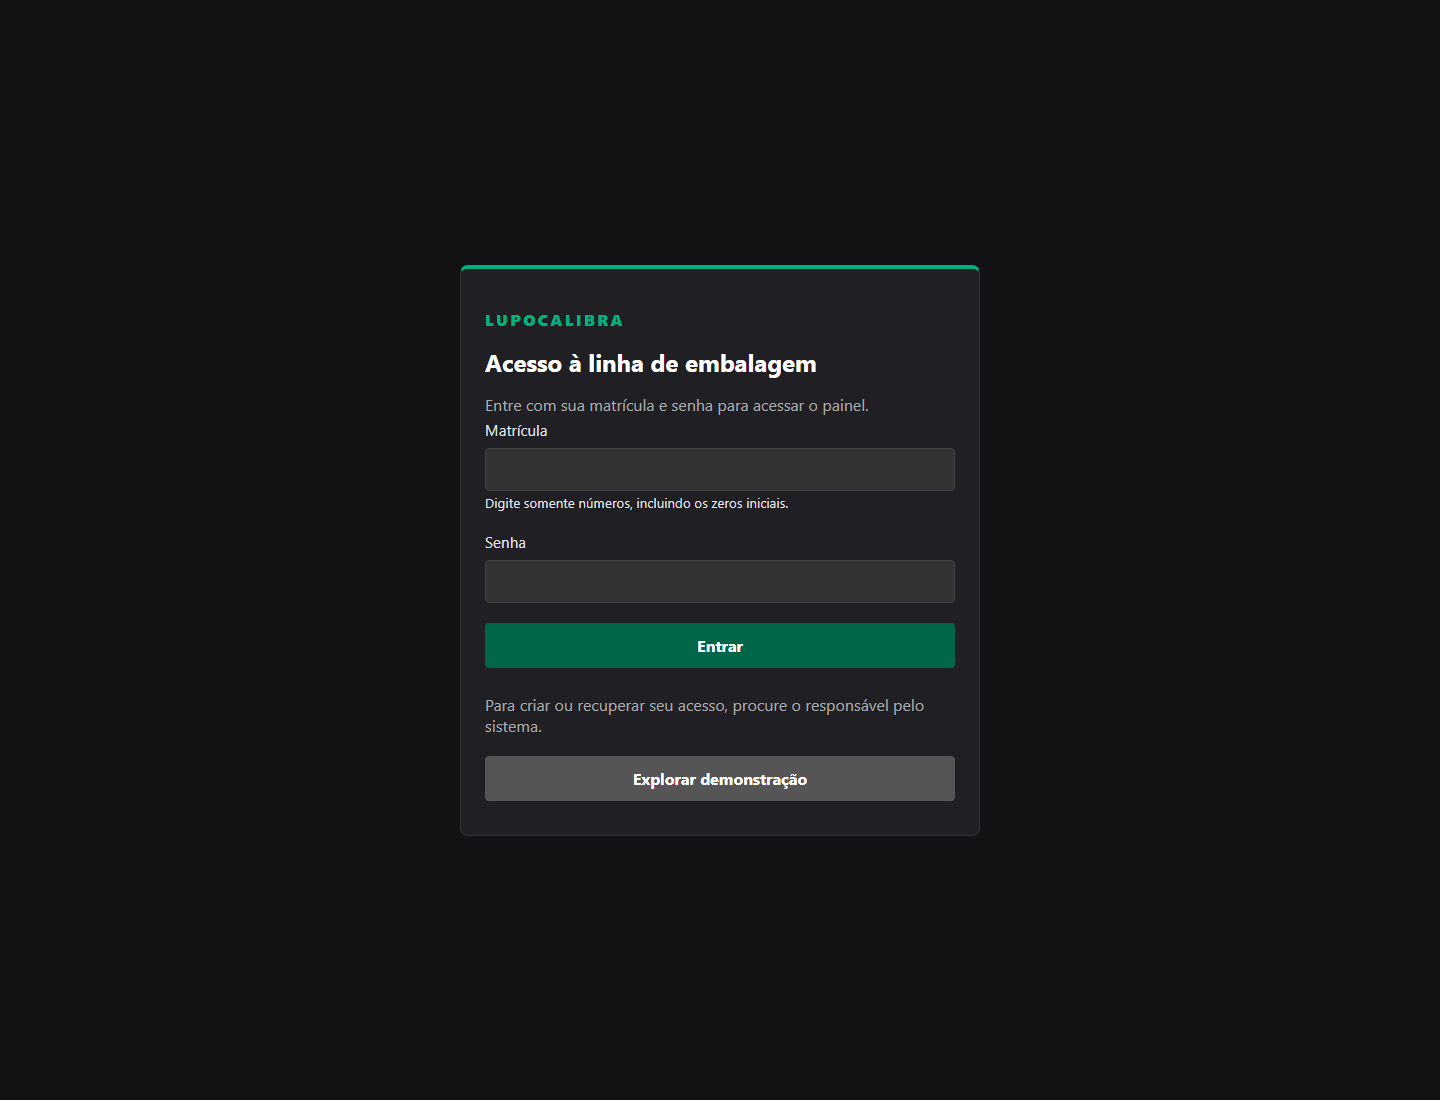 LUPOCALIBRA
Acesso à linha de embalagem
Entre com sua matrícula e senha para acessar o painel.
Matrícula
Digite somente números, incluindo os zeros iniciais.
Senha
Entrar
Para criar ou recuperar seu acesso, procure o responsável pelo
sistema.
Explorar demonstração